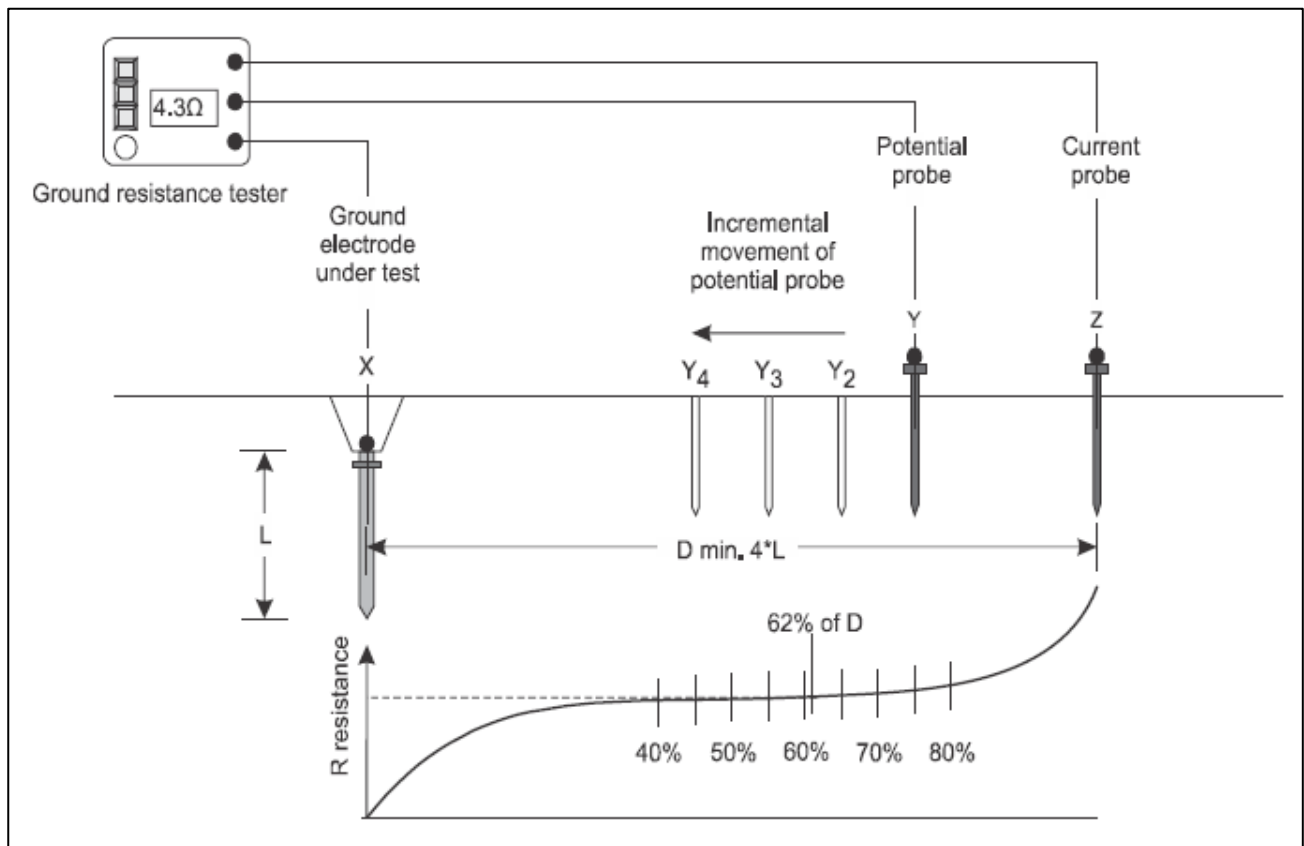 4.3Ω
Ground resistance tester
Ground
electrode
under test
Incremental
movement of
potential probe
Potential
probe
Current
probe
X
Y4
Y3
Y2
Y
Z
L
D min. 4*L
62% of D
R resistance
40%
50%
60%
70%
80%